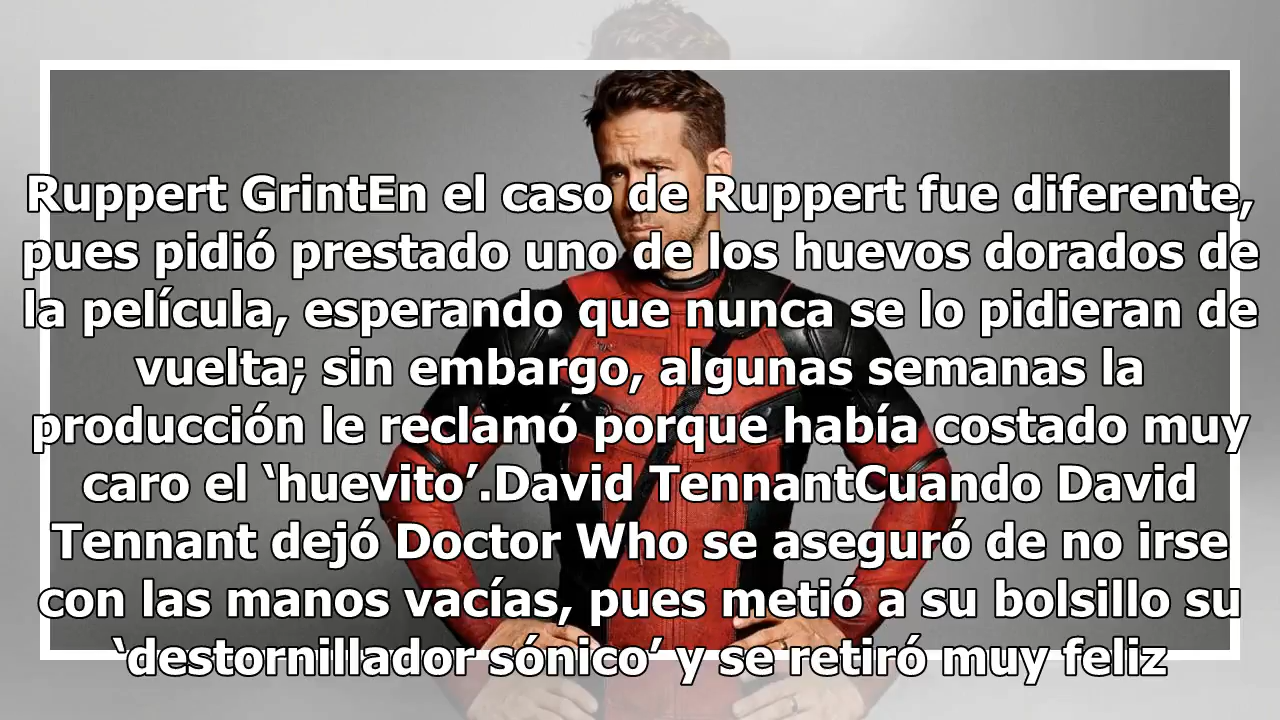 Ruppert GrintEn el caso de Ruppert fue diferente,
pues pidió prestado uno de los huevos dorados de
la película, esperando que nunca se lo pidieran de
vuelta; sin embargo, algunas semanas la
producción le reclamó porque había costado muy
caro el ‘huevito’.David TennantCuando David
Tennant dejó Doctor Who se aseguró de no irse
con las manos vacías, pues metió a su bolsillo su
‘destornillador sónico’ y se retiró muy feliz